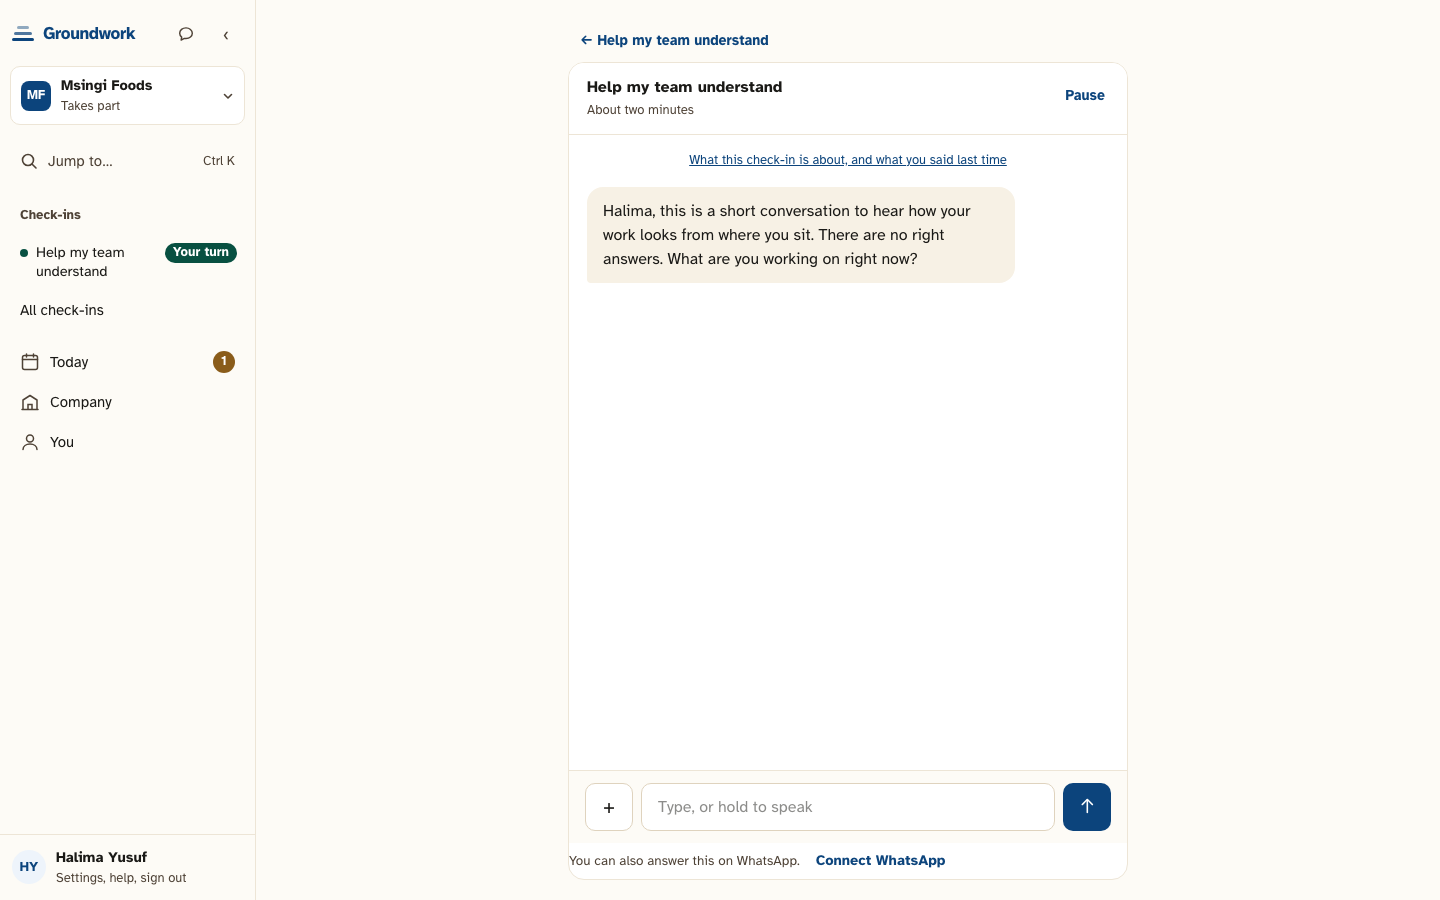 Groundwork
MF
Msingi Foods
Takes part
Jump to...
Ctrl K
Check-ins
Help my team understand
Your turn
All check-ins
Today
1
Company
You
HY
Halima Yusuf
Settings, help, sign out
← Help my team understand
Help my team understand
About two minutes
Pause
What this check-in is about, and what you said last time
Halima, this is a short conversation to hear how your
work looks from where you sit. There are no right
answers. What are you working on right now?
+
Type, or hold to speak
↑
You can also answer this on WhatsApp.
Connect WhatsApp